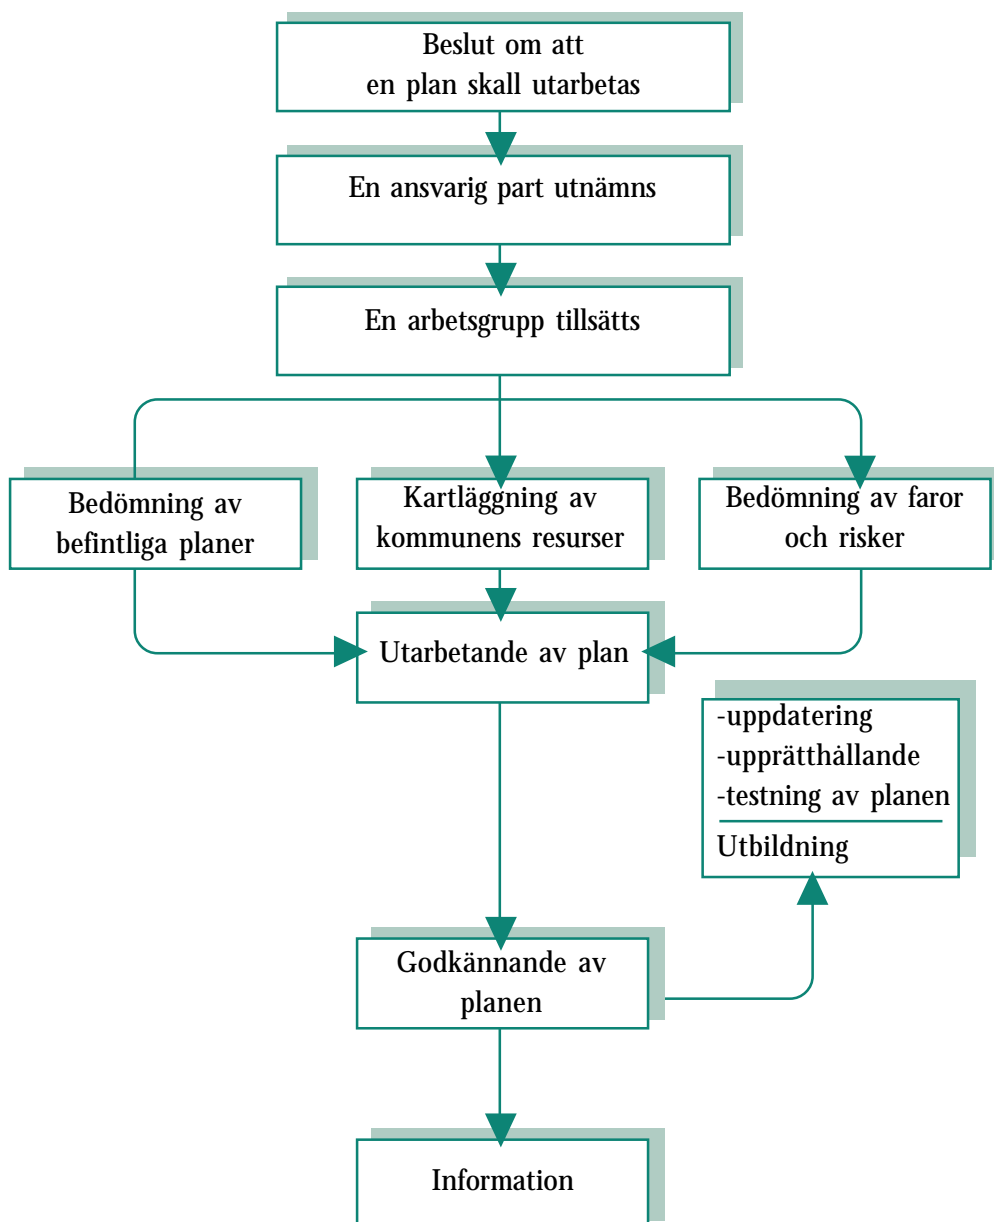 Beslut om att
en plan skall utarbetas
En ansvarig part utnämns
En arbetsgrupp tillsätts
Bedömning av
befintliga planer
Kartläggning av
kommunens resurser
Bedömning av faror
och risker
Utarbetande av plan
-uppdatering
-upprätthållande
-testning av planen
Utbildning
Godkännande av
planen
Information